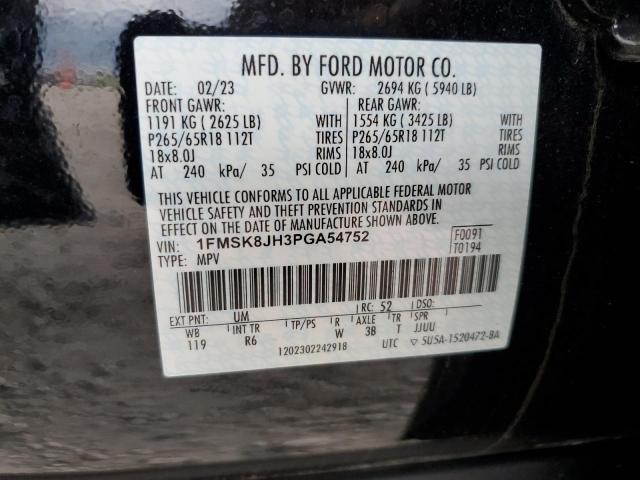 MFD. BY FORD MOTOR CO.
DATE: 02/23 GVWR: 2694 KG ( 5940 LB)
FRONT GAWR: REAR GAWR:
1191 KG ( 2625 LB) WITH 1554 KG ( 3425 LB) WITH
P265/65R18 112T TIRES P265/65R18 112T TIRES
18x8.0J RIMS 18x8.0J RIMS
AT 240 kPa/ 35 PSI COLD AT 240 kPa/ 35 PSI COLD
THIS VEHICLE CONFORMS TO ALL APPLICABLE FEDERAL MOTOR
VEHICLE SAFETY AND THEFT PREVENTION STANDARDS IN
EFFECT ON THE DATE OF MANUFACTURE SHOWN ABOVE.
VIN: 1FMSK8JH3PGA54752 F0091
TYPE: MPV T0194
EXT PNT: UM RC: 52 DSO:
WB INT TR TP/PS R AXLE TR SPR
119 R6 W 3B T JJUU
1202302242918 UTC ▽ 5U5A-1520472-BA